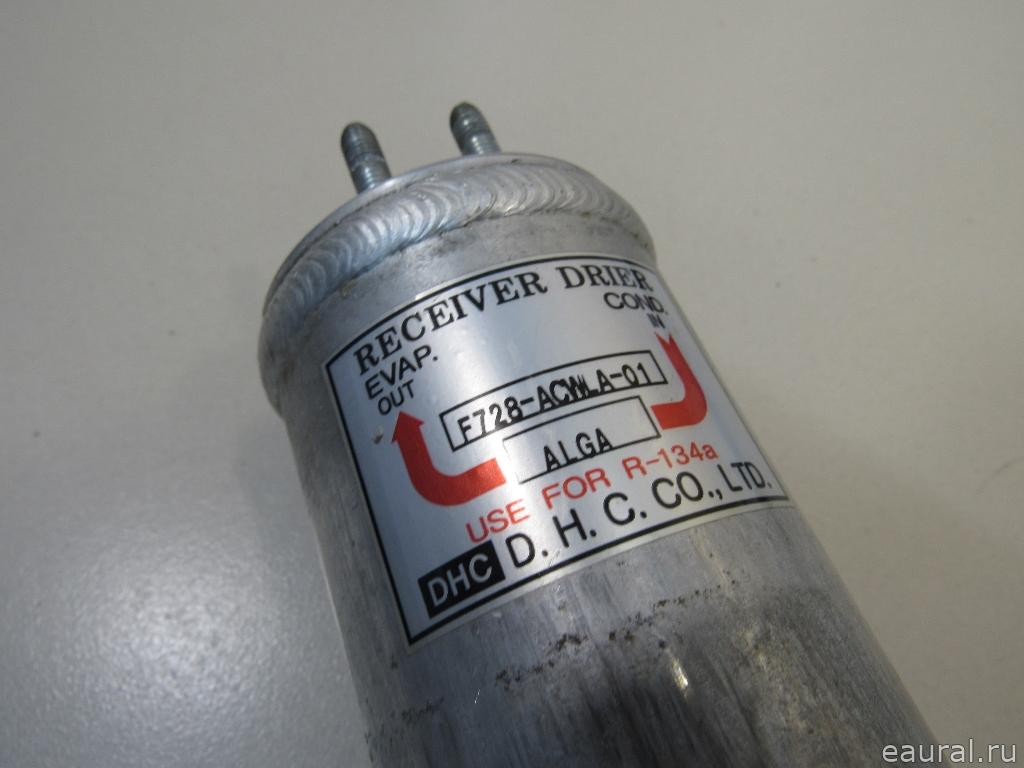 RECEIVER DRIER
EVAP.
OUT
COND.
IN
F728-ACWLA-01
ALGA
USE FOR R-134a
DHC D. H. C. CO., LTD.
eaural.ru